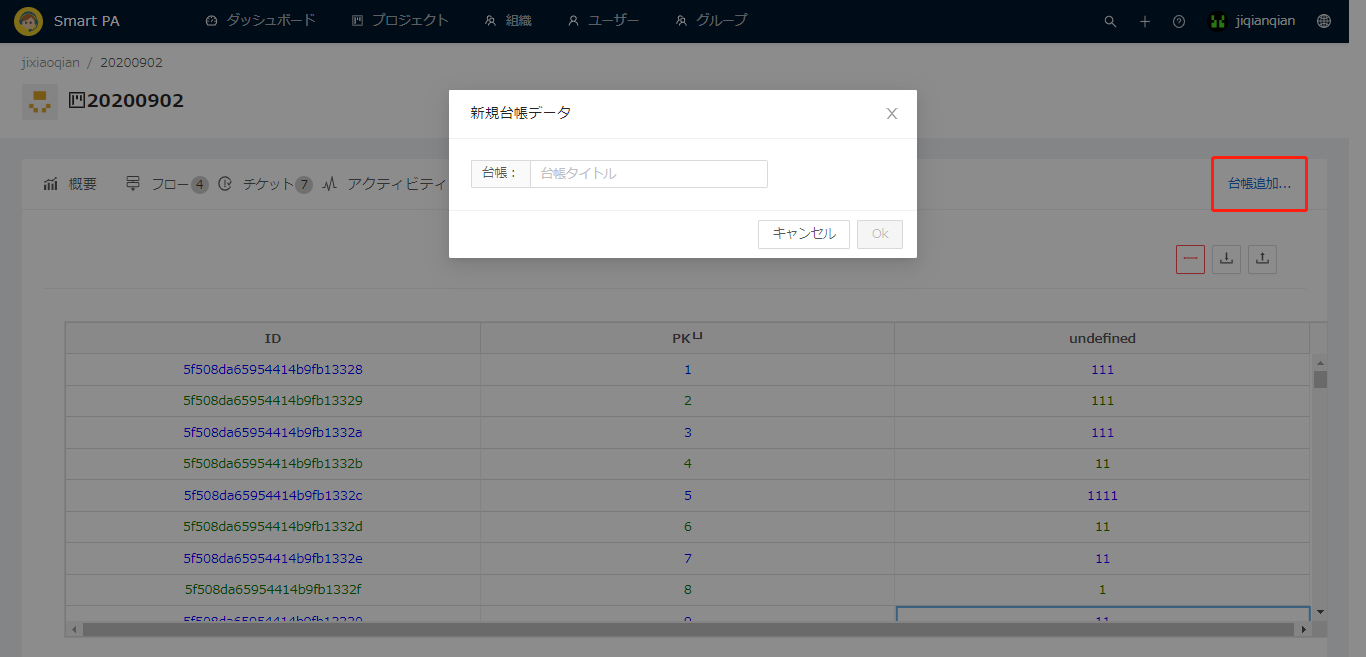 Smart PA ダッシュボード プロジェクト 組織 ユーザー グループ jiqianqian
jixiaoqian / 20200902
20200902
新規台帳データ
台帳： 台帳タイトル
キャンセル Ok
概要 フロー 4 チケット 7 アクティビティ 台帳追加...
ID PK undefined
5f508da65954414b9fb13328 1 111
5f508da65954414b9fb13329 2 111
5f508da65954414b9fb1332a 3 111
5f508da65954414b9fb1332b 4 11
5f508da65954414b9fb1332c 5 1111
5f508da65954414b9fb1332d 6 11
5f508da65954414b9fb1332e 7 11
5f508da65954414b9fb1332f 8 1